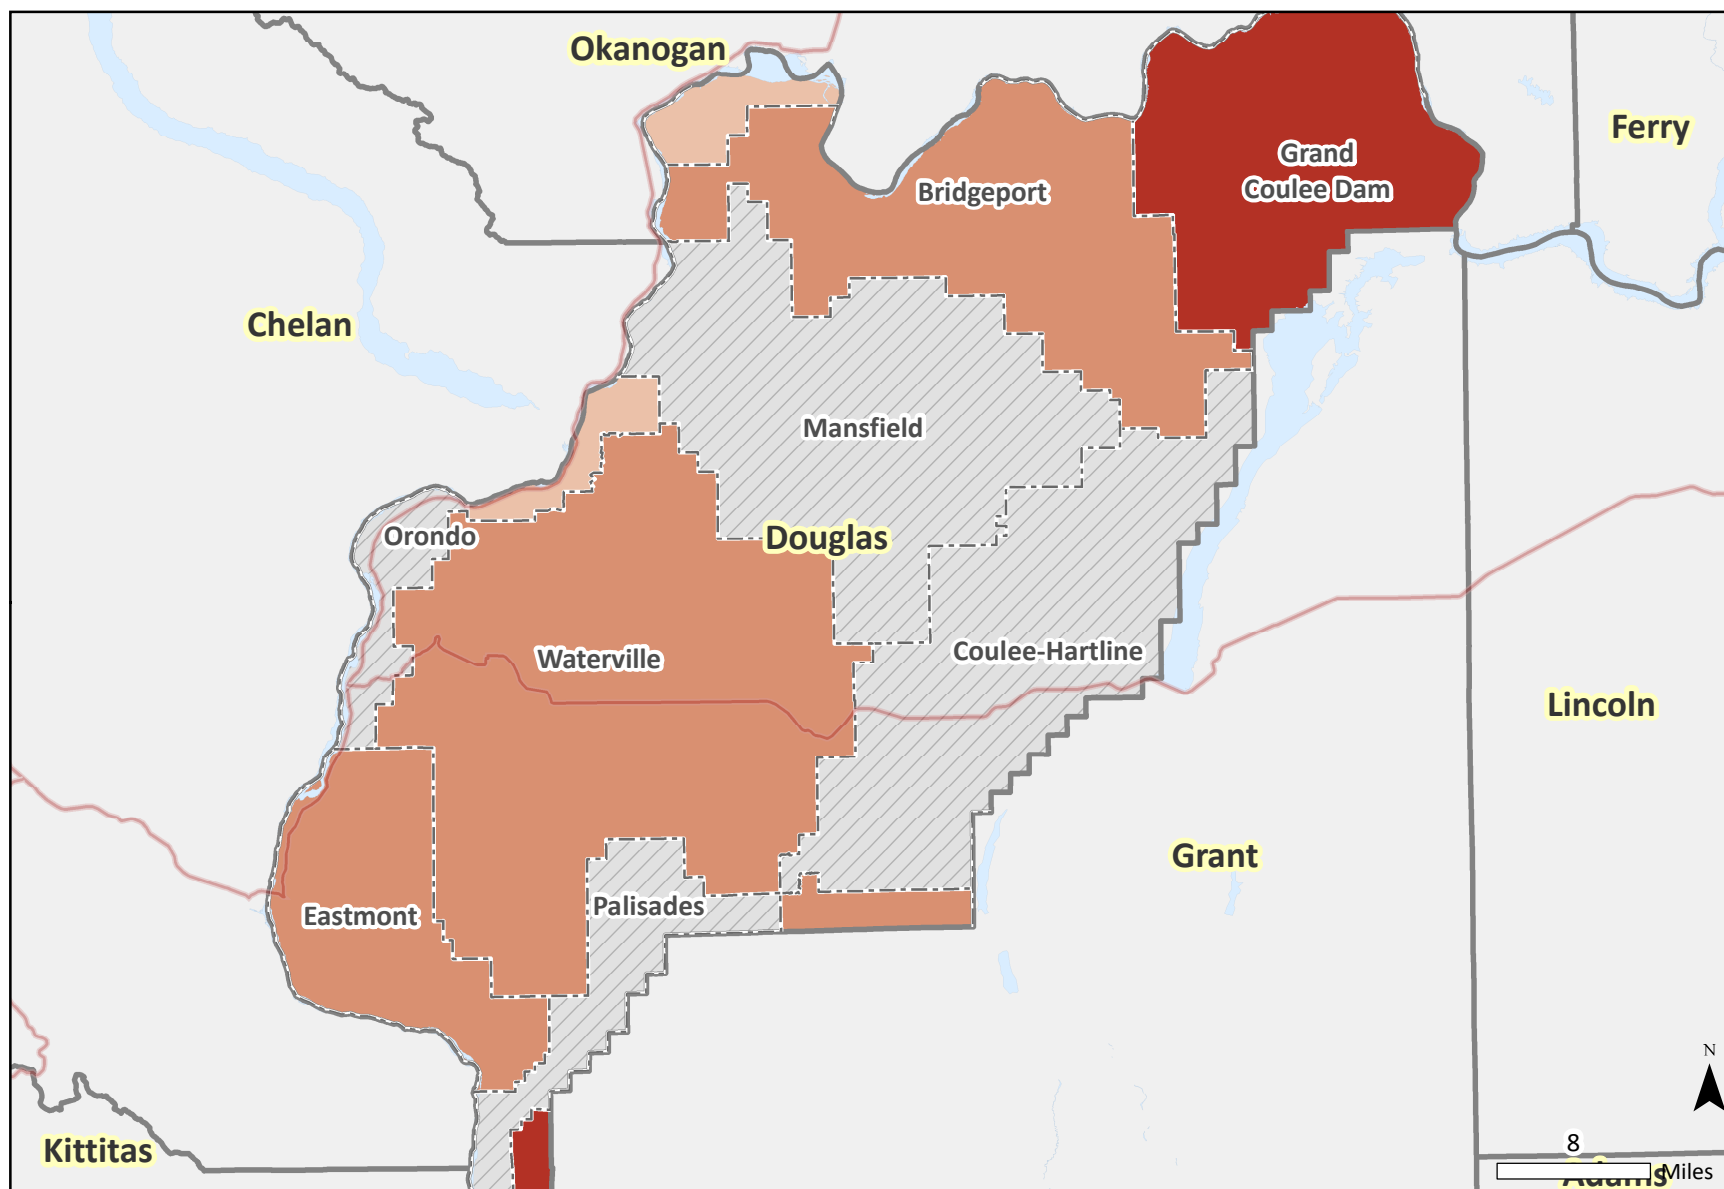 Okanogan
Ferry
Grand
Coulee Dam
Bridgeport
Chelan
Mansfield
Orondo
Douglas
Waterville
Coulee-Hartline
Lincoln
Grant
Palisades
Eastmont
N
Kittitas
8
Miles
Adams